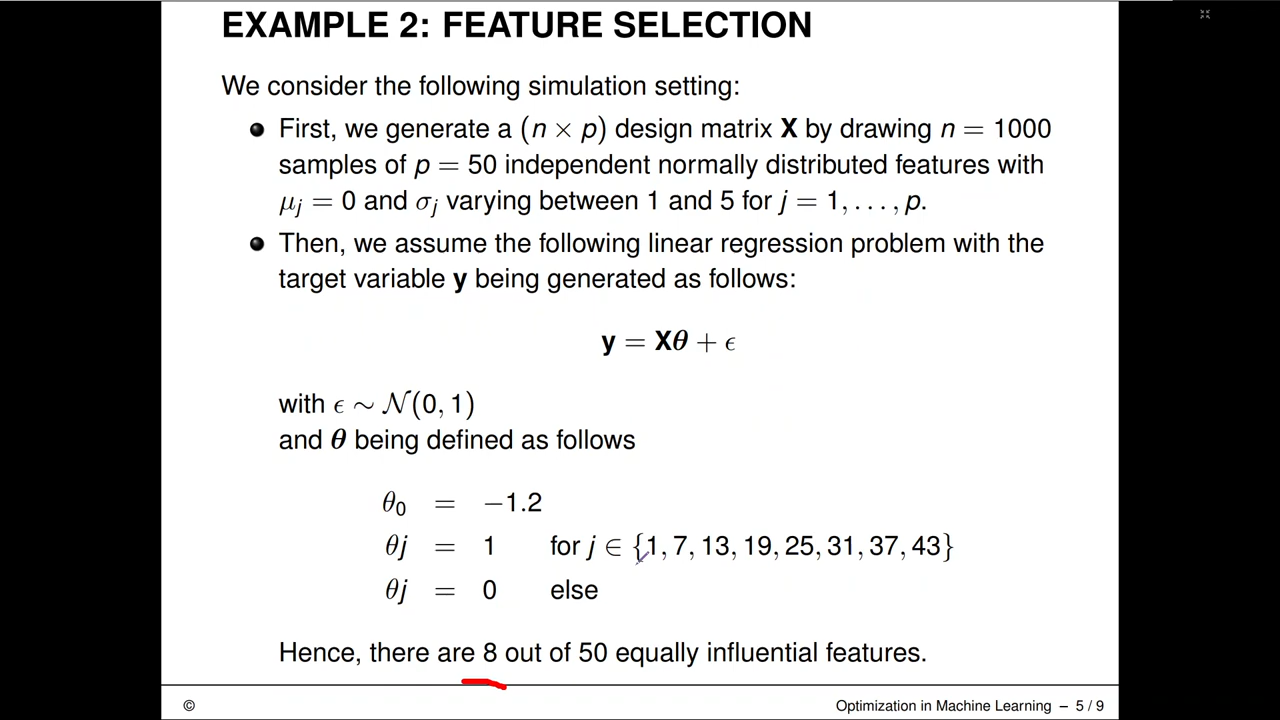 EXAMPLE 2: FEATURE SELECTION
We consider the following simulation setting:
First, we generate a (n × p) design matrix X by drawing n = 1000
samples of p = 50 independent normally distributed features with
μj = 0 and σj varying between 1 and 5 for j = 1, . . . , p.
Then, we assume the following linear regression problem with the
target variable y being generated as follows:
y = Xθ + ϵ
with ϵ ∼ N(0, 1)
and θ being defined as follows
θ0 = −1.2
θj = 1 for j ∈ {1, 7, 13, 19, 25, 31, 37, 43}
θj = 0 else
Hence, there are 8 out of 50 equally influential features.
© Optimization in Machine Learning – 5 / 9